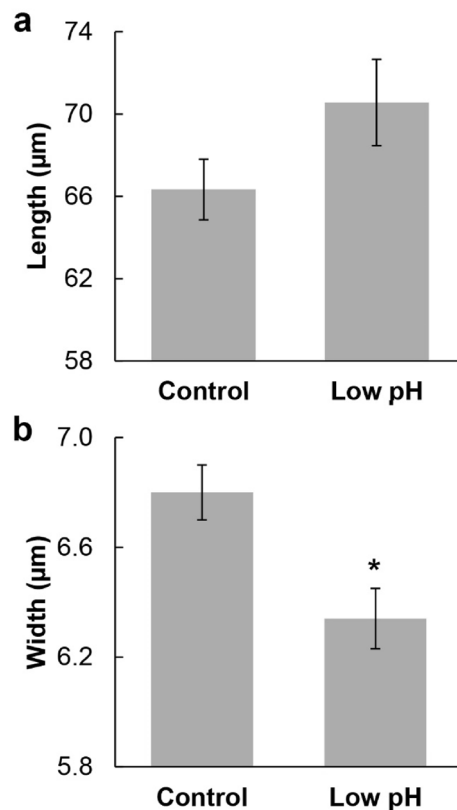 a
74
70
66
62
58
Length (µm)
Control Low pH
b
7.0
6.6
6.2
5.8
Width (µm)
*
Control Low pH